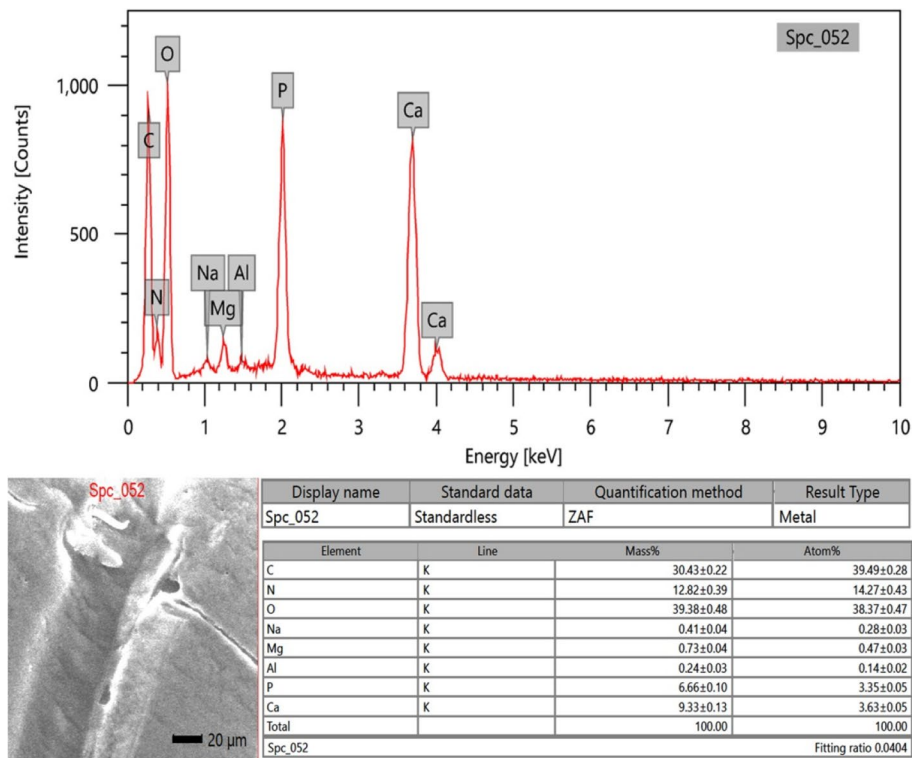 Spc_052
Intensity [Counts]
1,000
500
0
C
N
O
Na
Mg
Al
P
Ca
Ca
0 1 2 3 4 5 6 7 8 9 10
Energy [keV]
Spc_052
20 µm
Display name Standard data Quantification method Result Type
Spc_052 Standardless ZAF Metal
Element Line Mass% Atom%
C K 30.43±0.22 39.49±0.28
N K 12.82±0.39 14.27±0.43
O K 39.38±0.48 38.37±0.47
Na K 0.41±0.04 0.28±0.03
Mg K 0.73±0.04 0.47±0.03
Al K 0.24±0.03 0.14±0.02
P K 6.66±0.10 3.35±0.05
Ca K 9.33±0.13 3.63±0.05
Total 100.00 100.00
Spc_052 Fitting ratio 0.0404